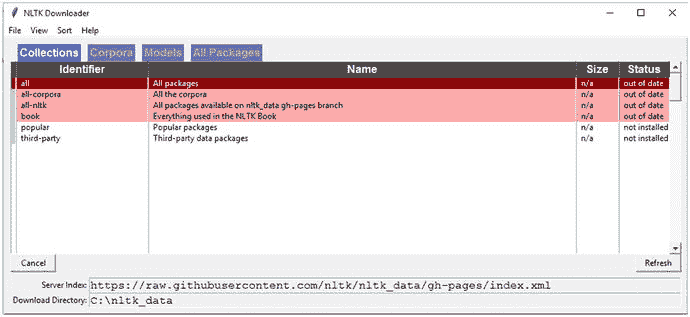 NLTK Downloader
File View Sort Help
Collections Corpora Models All Packages
Identifier Name Size Status
all All packages n/a out of date
all-corpora All the corpora n/a out of date
all-nltk All packages available on nltk_data gh-pages branch n/a out of date
book Everything used in the NLTK Book n/a out of date
popular Popular packages n/a not installed
third-party Third-party data packages n/a not installed
Cancel Refresh
Server Index: https://raw.githubusercontent.com/nltk/nltk_data/gh-pages/index.xml
Download Directory: C:\nltk_data